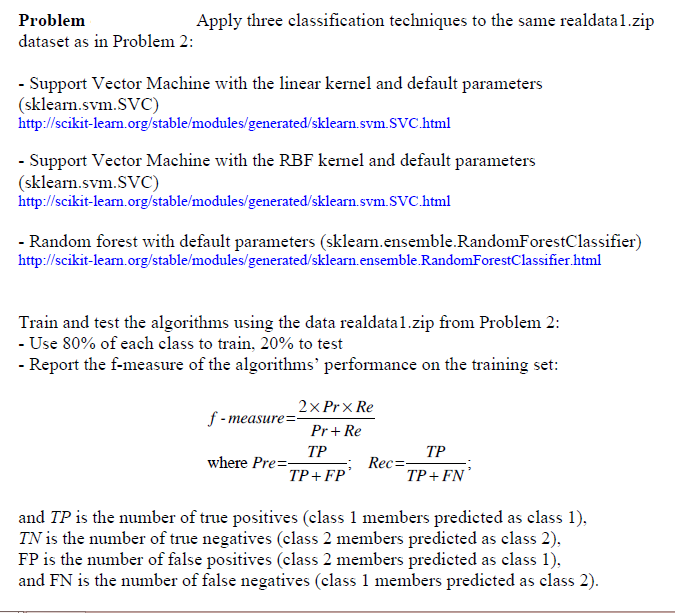 Problem Apply three classification techniques to the same realdata1.zip
dataset as in Problem 2:
- Support Vector Machine with the linear kernel and default parameters
(sklearn.svm.SVC)
http://scikit-learn.org/stable/modules/generated/sklearn.svm.SVC.html
- Support Vector Machine with the RBF kernel and default parameters
(sklearn.svm.SVC)
http://scikit-learn.org/stable/modules/generated/sklearn.svm.SVC.html
- Random forest with default parameters (sklearn.ensemble.RandomForestClassifier)
http://scikit-learn.org/stable/modules/generated/sklearn.ensemble.RandomForestClassifier.html
Train and test the algorithms using the data realdata1.zip from Problem 2:
- Use 80% of each class to train, 20% to test
- Report the f-measure of the algorithms’ performance on the training set:
f - measure = 2 × Pr × Re / Pr + Re
where Pre = TP / TP + FP ; Rec = TP / TP + FN ;
and TP is the number of true positives (class 1 members predicted as class 1),
TN is the number of true negatives (class 2 members predicted as class 2),
FP is the number of false positives (class 2 members predicted as class 1),
and FN is the number of false negatives (class 1 members predicted as class 2).